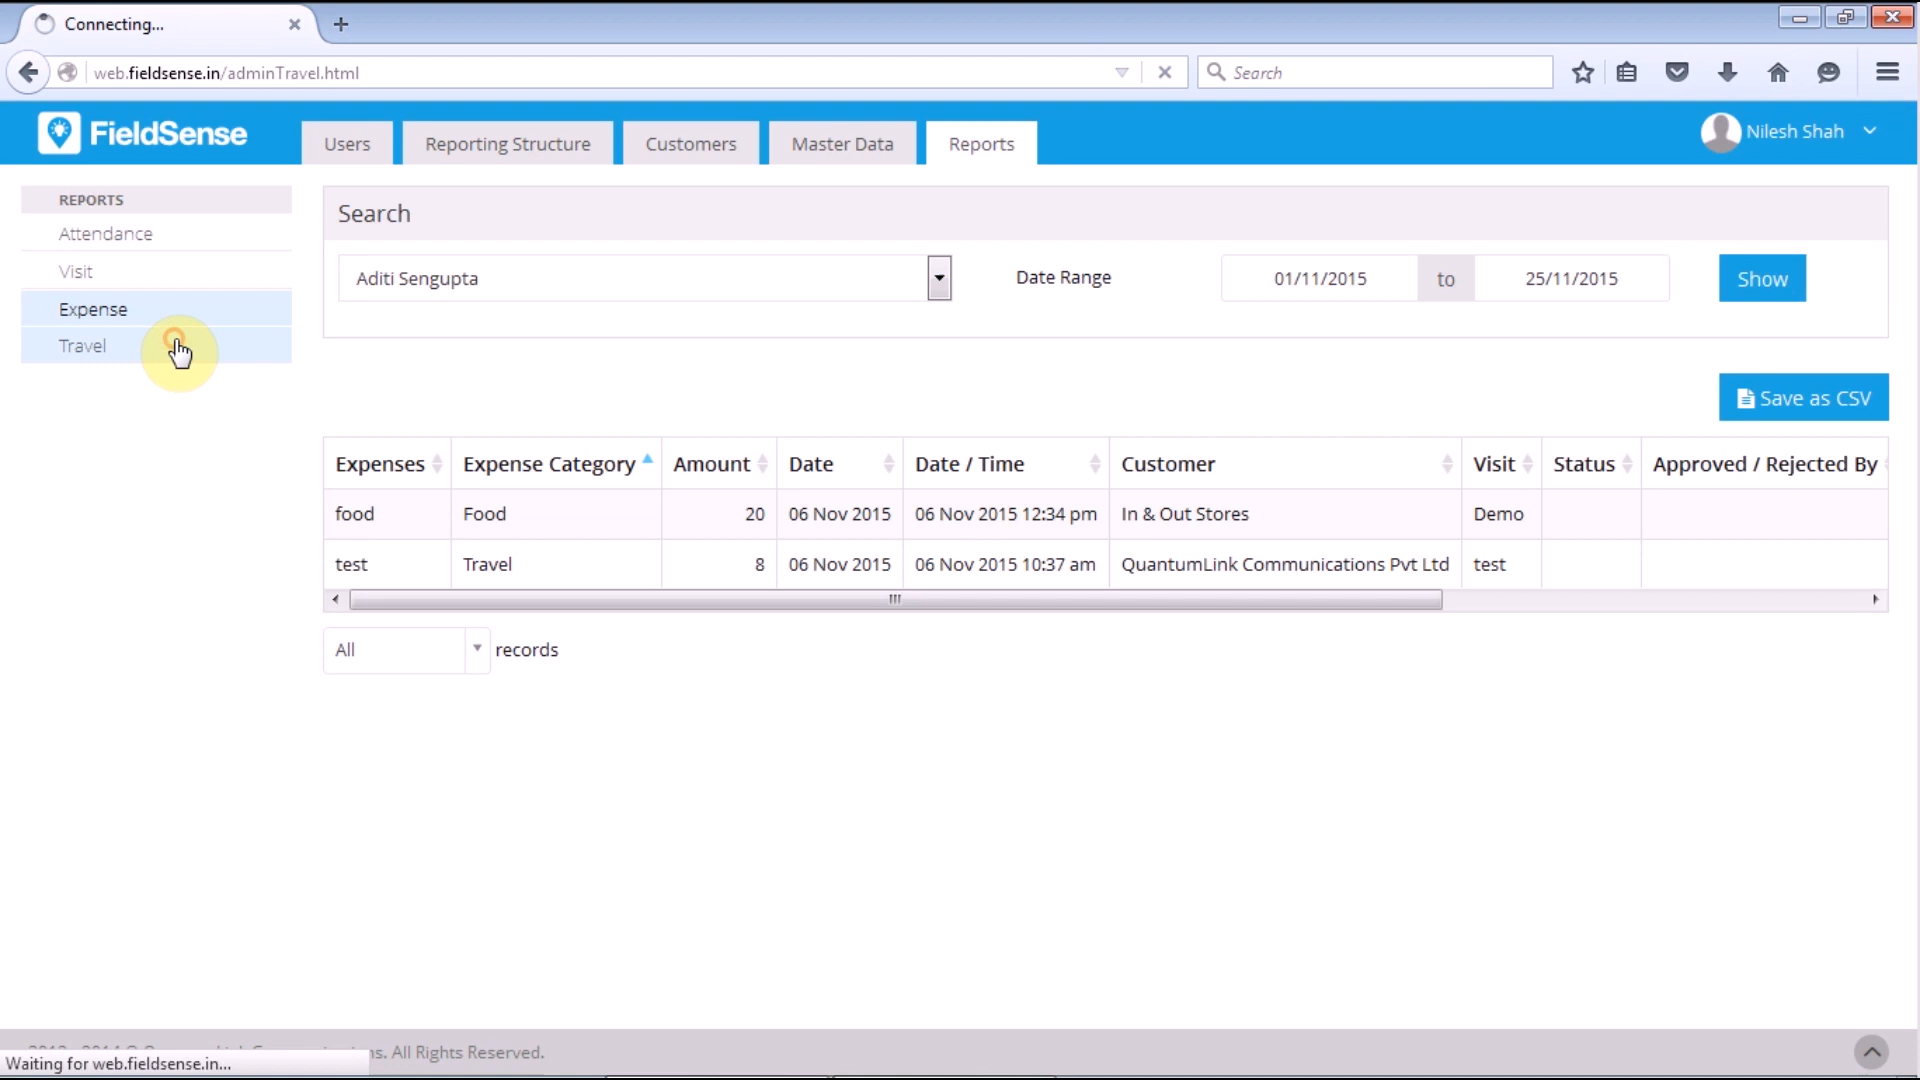 Connecting...
web.fieldsense.in/adminTravel.html
Search
FieldSense
Users
Reporting Structure
Customers
Master Data
Reports
Nilesh Shah
REPORTS
Attendance
Visit
Expense
Travel
Search
Aditi Sengupta
Date Range
01/11/2015
to
25/11/2015
Show
Save as CSV
Expenses Expense Category Amount Date Date / Time Customer Visit Status Approved / Rejected By
food Food 20 06 Nov 2015 06 Nov 2015 12:34 pm In & Out Stores Demo
test Travel 8 06 Nov 2015 06 Nov 2015 10:37 am QuantumLink Communications Pvt Ltd test
All records
All Rights Reserved.
Waiting for web.fieldsense.in...